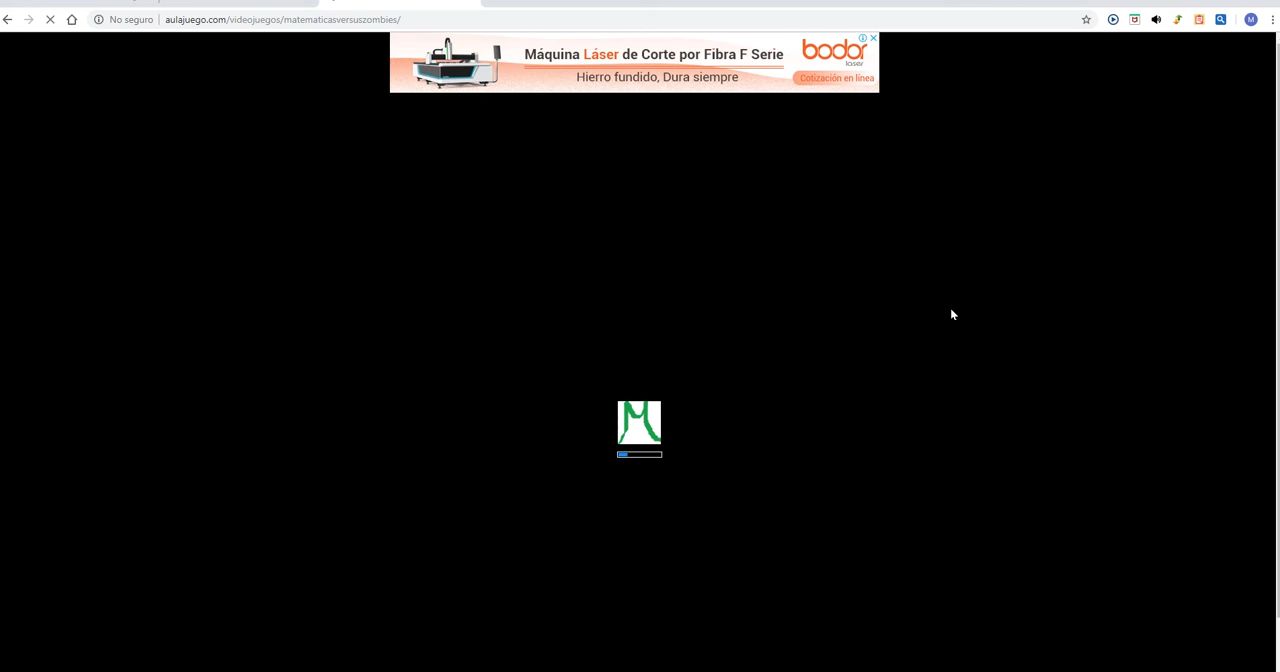 No seguro | aulajuego.com/videojuegos/matematicasversuszombies/
M
Máquina Láser de Corte por Fibra F Serie
Hierro fundido, Dura siempre
bodor
laser
Cotización en línea
M